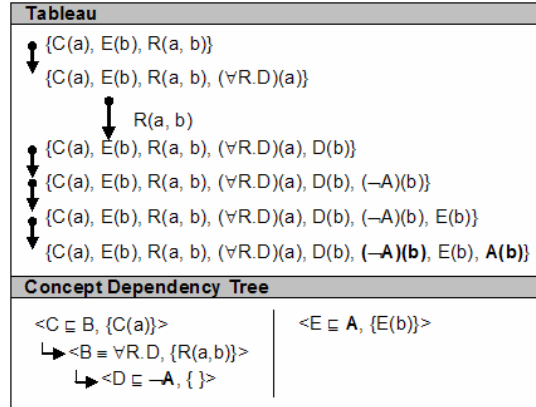 Tableau
{C(a), E(b), R(a, b)}
{C(a), E(b), R(a, b), (∀R.D)(a)}
R(a, b)
{C(a), E(b), R(a, b), (∀R.D)(a), D(b)}
{C(a), E(b), R(a, b), (∀R.D)(a), D(b), (¬A)(b)}
{C(a), E(b), R(a, b), (∀R.D)(a), D(b), (¬A)(b), E(b)}
{C(a), E(b), R(a, b), (∀R.D)(a), D(b), (¬A)(b), E(b), A(b)}
Concept Dependency Tree
<C ⊑ B, {C(a)}>
<B ≡ ∀R.D, {R(a,b)}>
<D ⊑ ¬A, { }>
<E ⊑ A, {E(b)}>